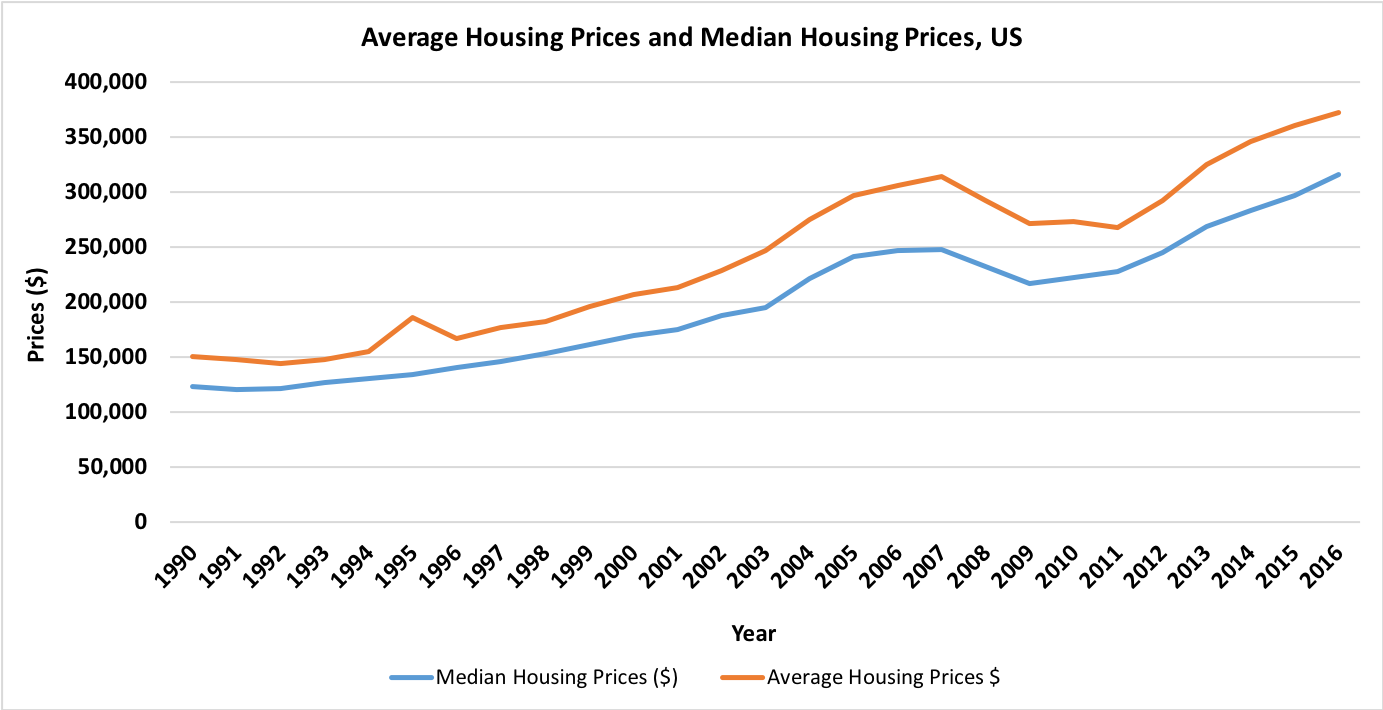 Average Housing Prices and Median Housing Prices, US
400,000
350,000
300,000
250,000
200,000
150,000
100,000
50,000
0
Prices ($)
1990 1991 1992 1993 1994 1995 1996 1997 1998 1999 2000 2001 2002 2003 2004 2005 2006 2007 2008 2009 2010 2011 2012 2013 2014 2015 2016
Year
Median Housing Prices ($) Average Housing Prices $